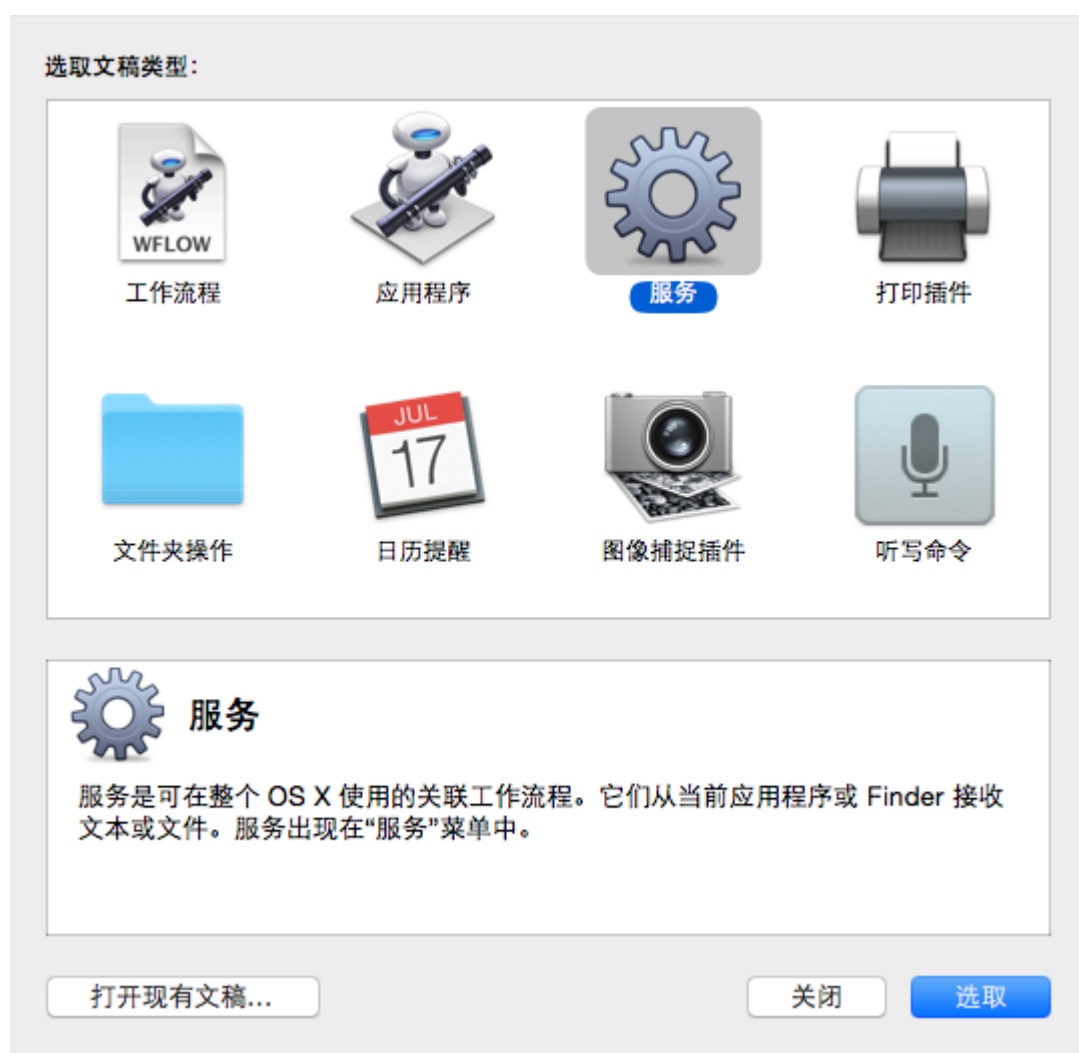 选取文稿类型：
WFLOW
工作流程
应用程序
服务
打印插件
JUL
17
文件夹操作
日历提醒
图像捕捉插件
听写命令
服务
服务是可在整个 OS X 使用的关联工作流程。它们从当前应用程序或 Finder 接收
文本或文件。服务出现在“服务”菜单中。
打开现有文稿...
关闭
选取